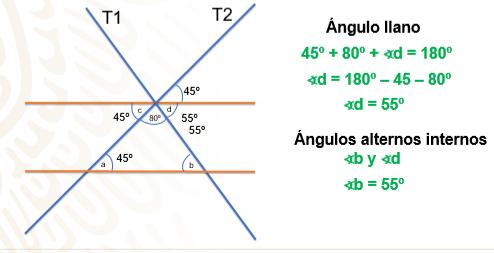 T1
T2
45º
c
d
45º
80º
55º
55º
45º
a
b
Ángulo llano
45º + 80º + ∢d = 180º
∢d = 180º – 45 – 80º
∢d = 55º
Ángulos alternos internos
∢b y ∢d
∢b = 55º